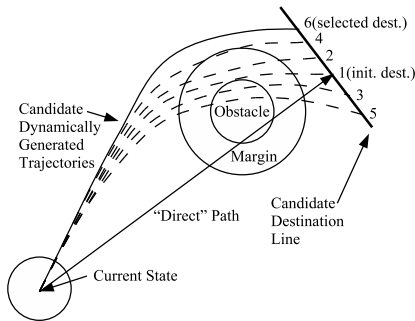 6(selected dest.)
4
2
1(init. dest.)
3
5
Candidate
Dynamically
Generated
Trajectories
Obstacle
Margin
“Direct” Path
Candidate
Destination
Line
Current State